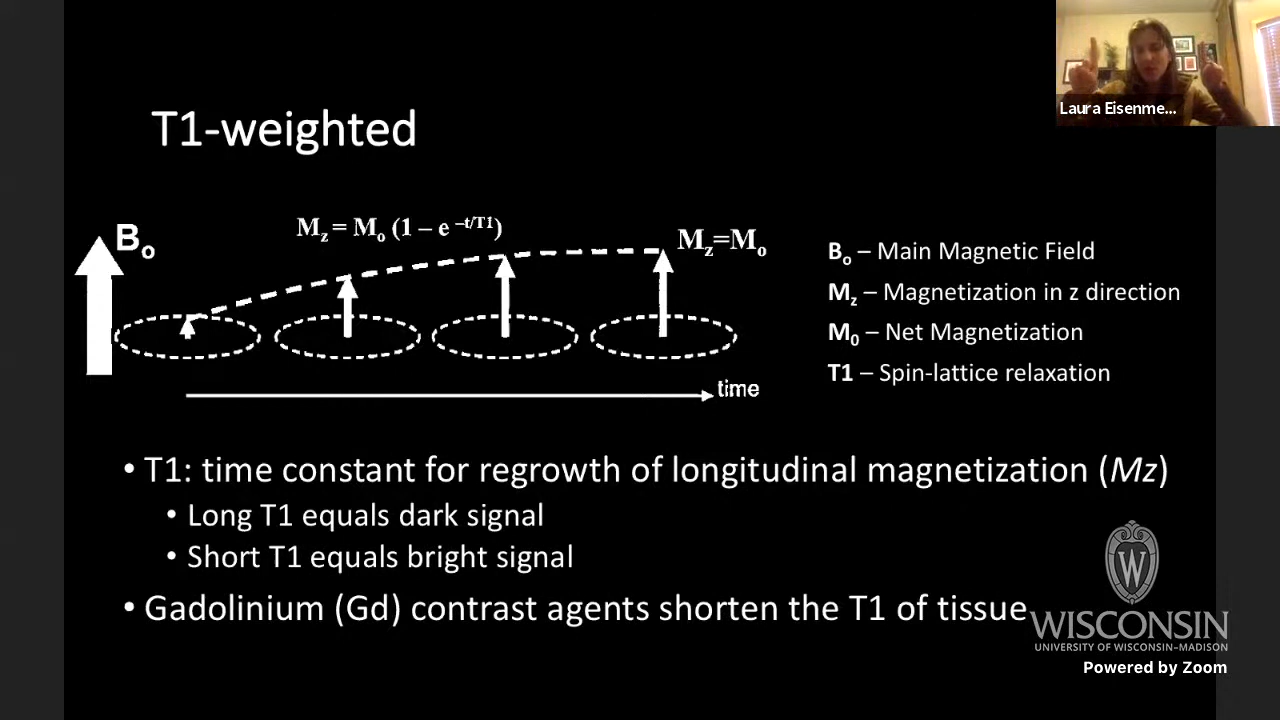 Laura Eisenme...
T1-weighted
Bo
Mz = Mo (1 – e –t/T1)
Mz=Mo
time
Bo – Main Magnetic Field
Mz – Magnetization in z direction
M0 – Net Magnetization
T1 – Spin-lattice relaxation
• T1: time constant for regrowth of longitudinal magnetization (Mz)
• Long T1 equals dark signal
• Short T1 equals bright signal
• Gadolinium (Gd) contrast agents shorten the T1 of tissue
W
WISCONSIN
UNIVERSITY OF WISCONSIN–MADISON
Powered by Zoom